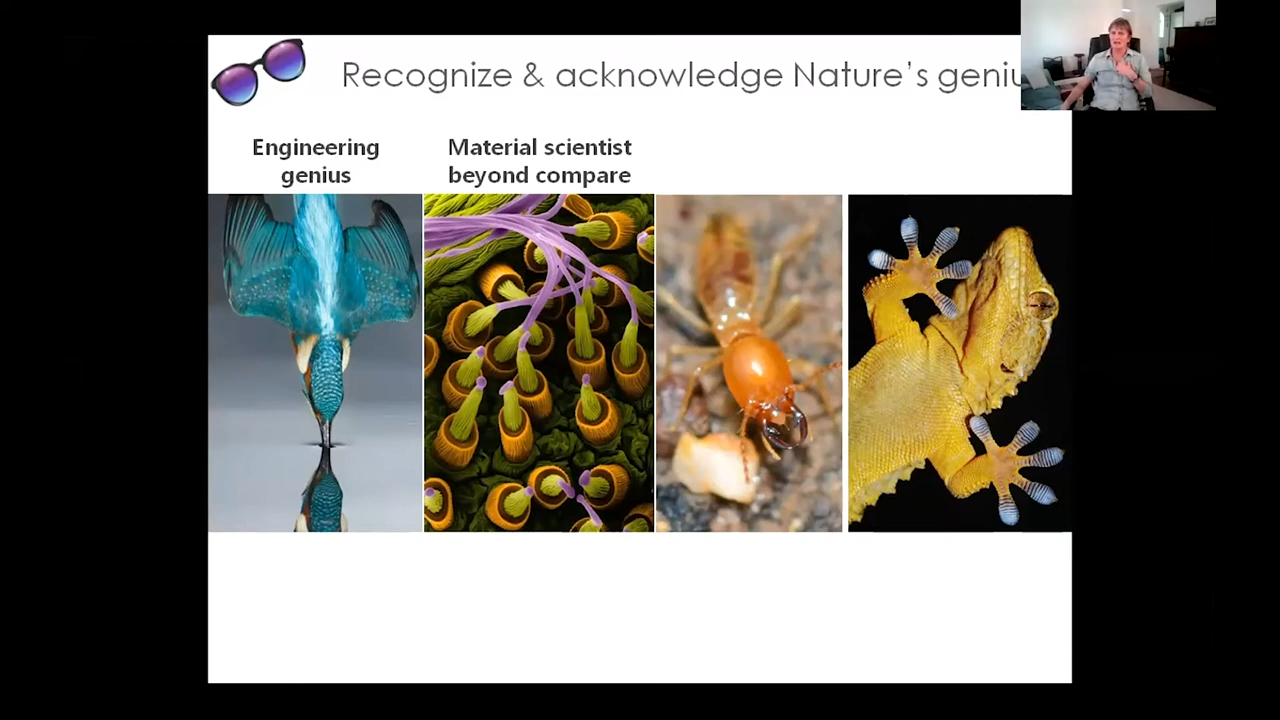 Recognize & acknowledge Nature's geniu
Engineering
genius
Material scientist
beyond compare